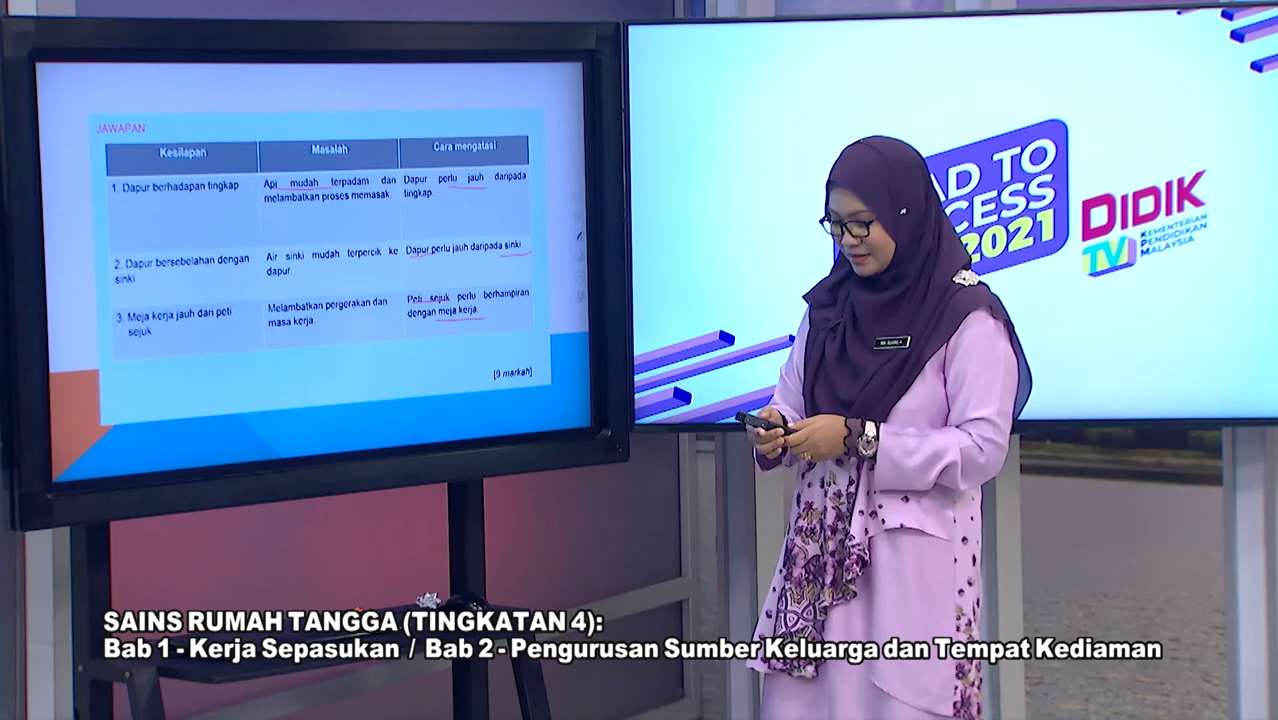 JAWAPAN:
Kesilapan Masalah Cara mengatasi
1. Dapur berhadapan tingkap
Api mudah terpadam dan
melambatkan proses memasak.
Dapur perlu jauh daripada
tingkap.
2. Dapur bersebelahan dengan
sinki
Air sinki mudah terpercik ke
dapur.
Dapur perlu jauh daripada sinki.
3. Meja kerja jauh dari peti
sejuk
Melambatkan pergerakan dan
masa kerja.
Peti sejuk perlu berhampiran
dengan meja kerja.
[9 markah]
AD TO
CESS
2021
DIDIK
TV
KEMENTERIAN
PENDIDIKAN
MALAYSIA
SAINS RUMAH TANGGA (TINGKATAN 4):
Bab 1 - Kerja Sepasukan / Bab 2 - Pengurusan Sumber Keluarga dan Tempat Kediaman